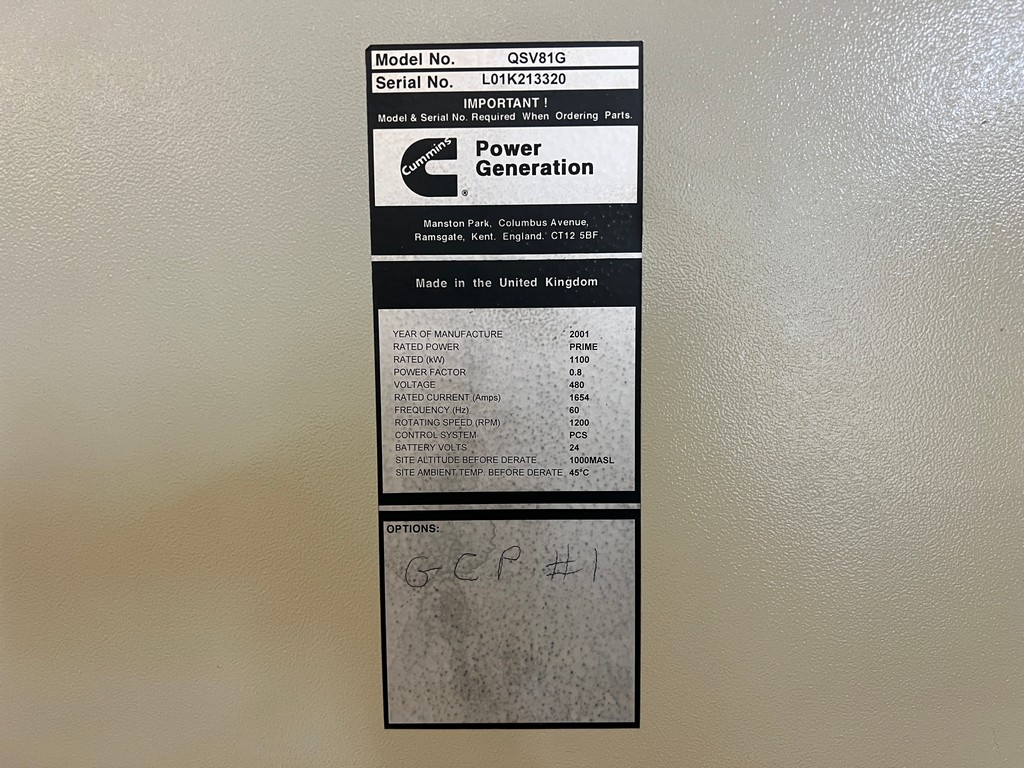 Model No. QSV81G
Serial No. L01K213320
IMPORTANT !
Model & Serial No. Required When Ordering Parts.
Cummins
®
Power
Generation
Manston Park, Columbus Avenue,
Ramsgate, Kent. England. CT12 5BF.
Made in the United Kingdom
YEAR OF MANUFACTURE 2001
RATED POWER PRIME
RATED (kW) 1100
POWER FACTOR 0.8
VOLTAGE 480
RATED CURRENT (Amps) 1654
FREQUENCY (Hz) 60
ROTATING SPEED (RPM) 1200
CONTROL SYSTEM PCS
BATTERY VOLTS 24
SITE ALTITUDE BEFORE DERATE 1000MASL
SITE AMBIENT TEMP. BEFORE DERATE 45°C
OPTIONS:
GCP #1